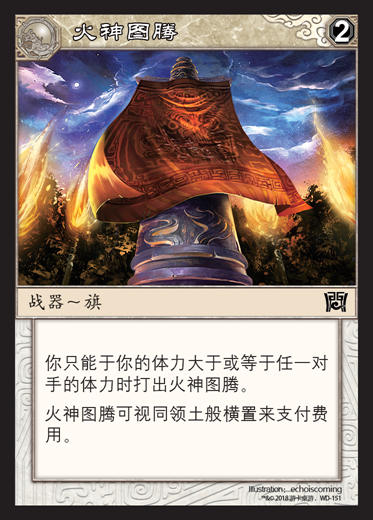 火神图腾
2
战器～旗
你只能于你的体力大于或等于任一对
手的体力时打出火神图腾。
火神图腾可视同领土般横置来支付费
用。
Illustration: echoiscoming
™&© 2018 游卡桌游, WD-151